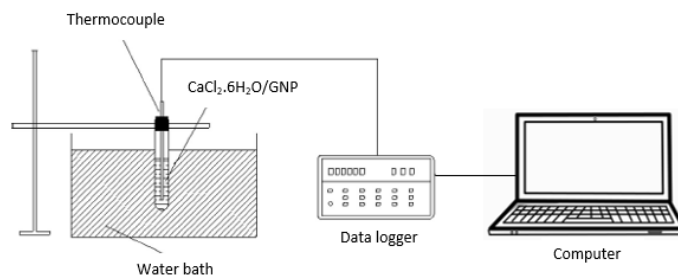 Thermocouple
CaCl₂.6H₂O/GNP
Data logger
Computer
Water bath